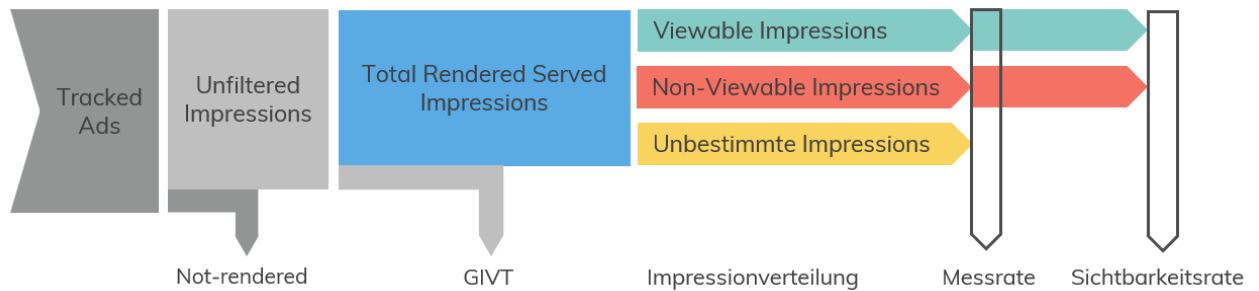 Tracked
Ads
Unfiltered
Impressions
Total Rendered Served
Impressions
Viewable Impressions
Non-Viewable Impressions
Unbestimmte Impressions
Not-rendered
GIVT
Impressionverteilung
Messrate
Sichtbarkeitsrate